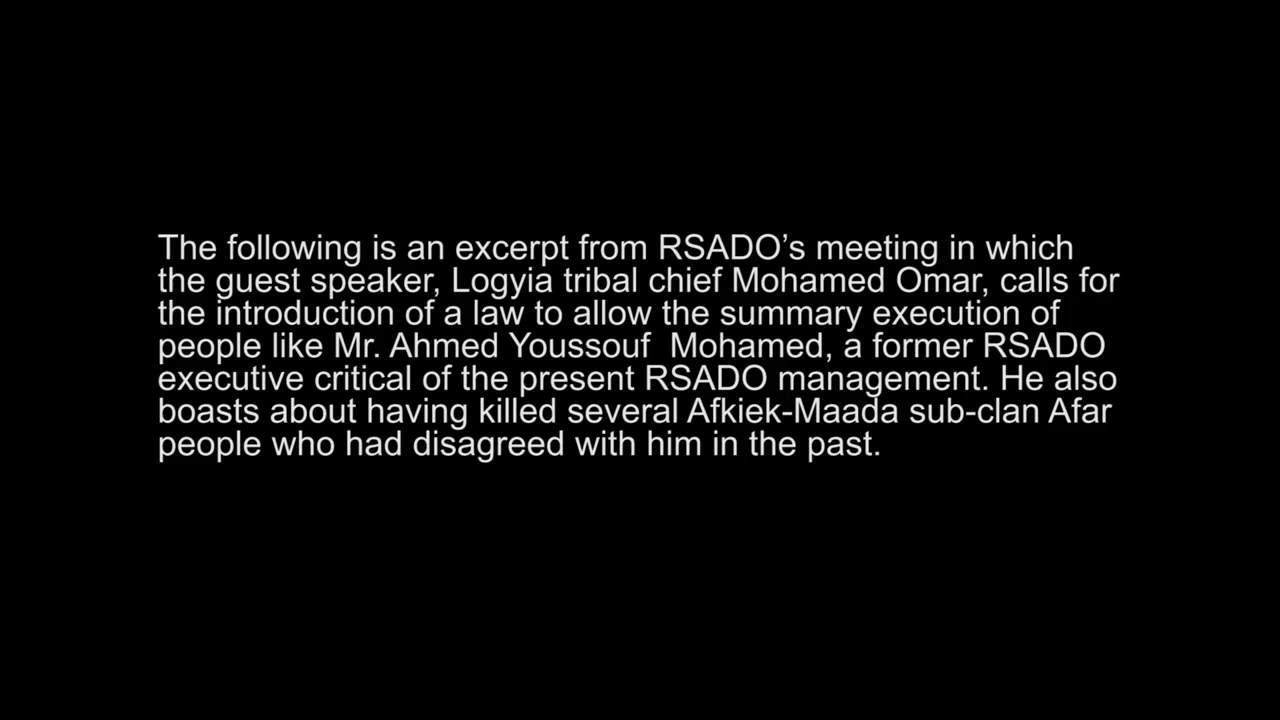 The following is an excerpt from RSADO’s meeting in which
the guest speaker, Logyia tribal chief Mohamed Omar, calls for
the introduction of a law to allow the summary execution of
people like Mr. Ahmed Youssouf  Mohamed, a former RSADO
executive critical of the present RSADO management. He also
boasts about having killed several Afkiek-Maada sub-clan Afar
people who had disagreed with him in the past.